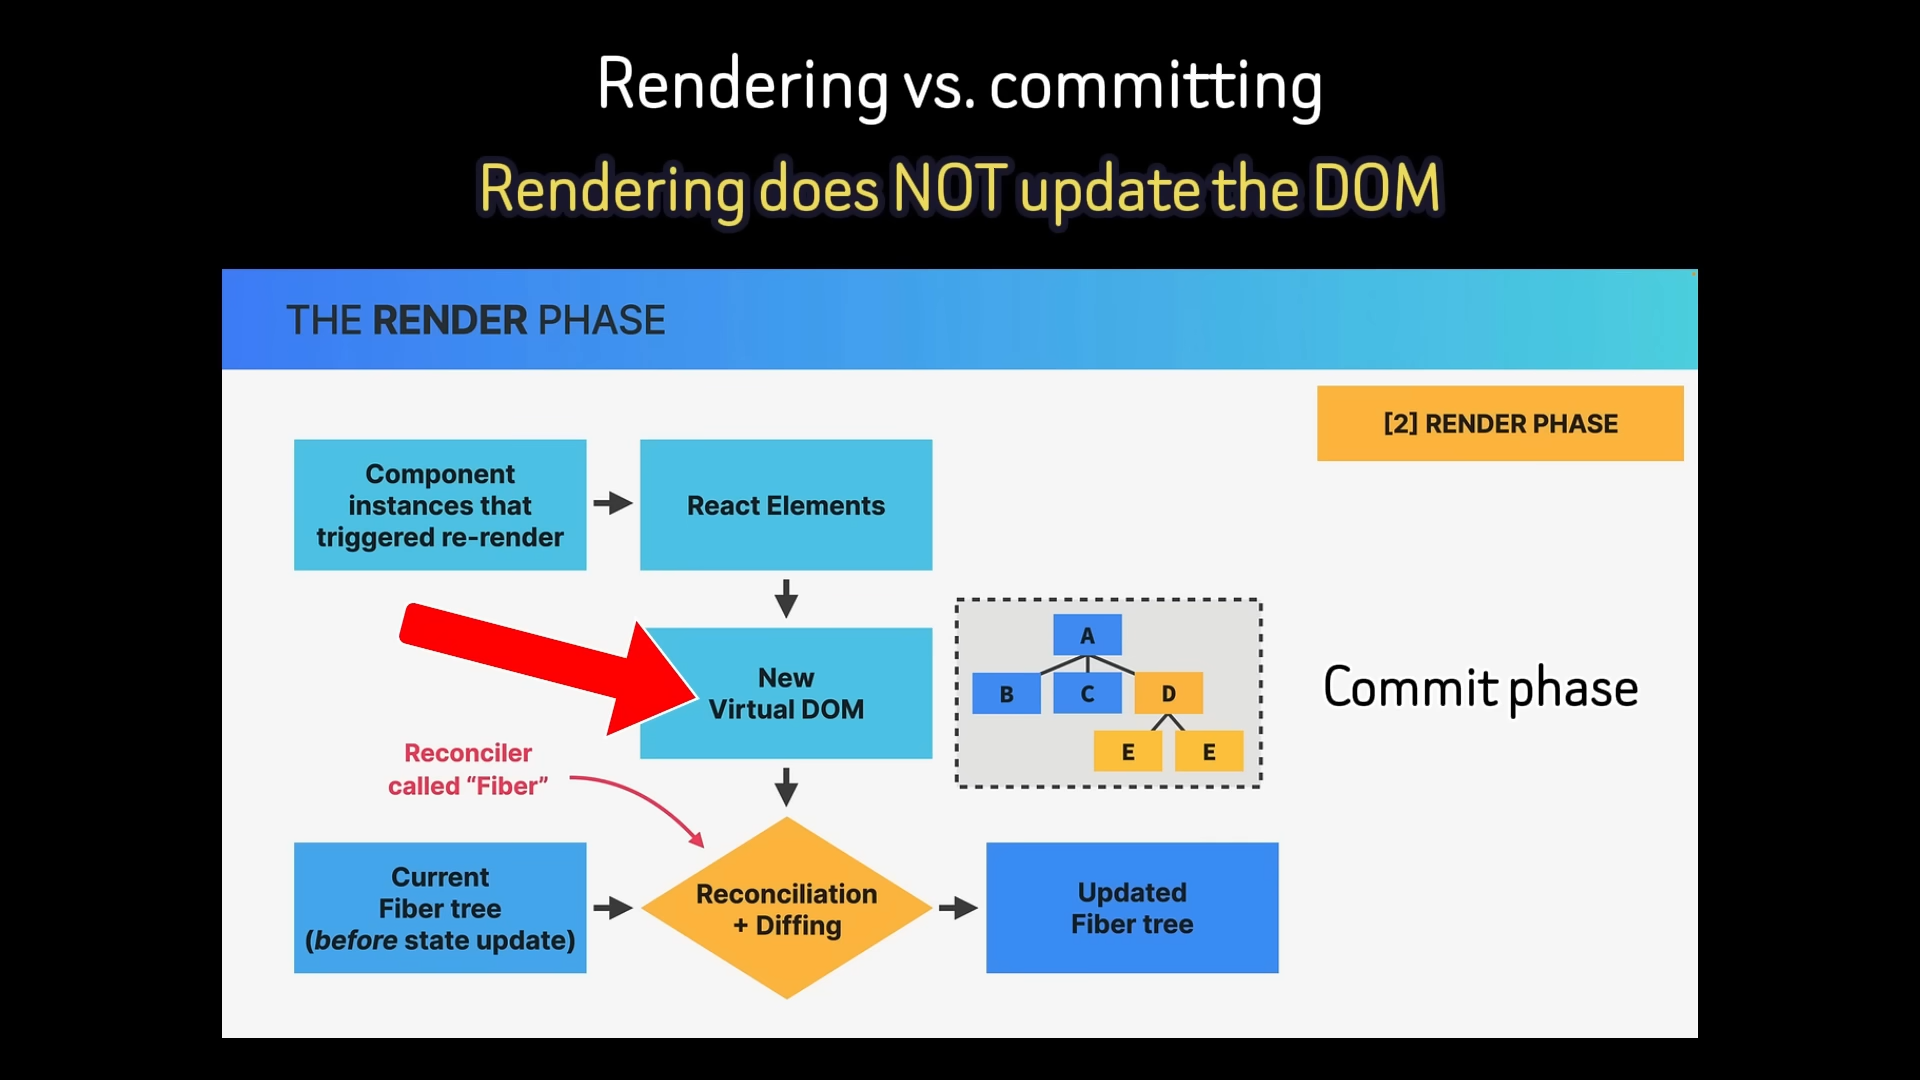 Rendering vs. committing
Rendering does NOT update the DOM
THE RENDER PHASE
[2] RENDER PHASE
Component
instances that
triggered re-render
React Elements
New
Virtual DOM
A
B
C
D
E
E
Commit phase
Reconciler
called “Fiber”
Current
Fiber tree
(before state update)
Reconciliation
+ Diffing
Updated
Fiber tree